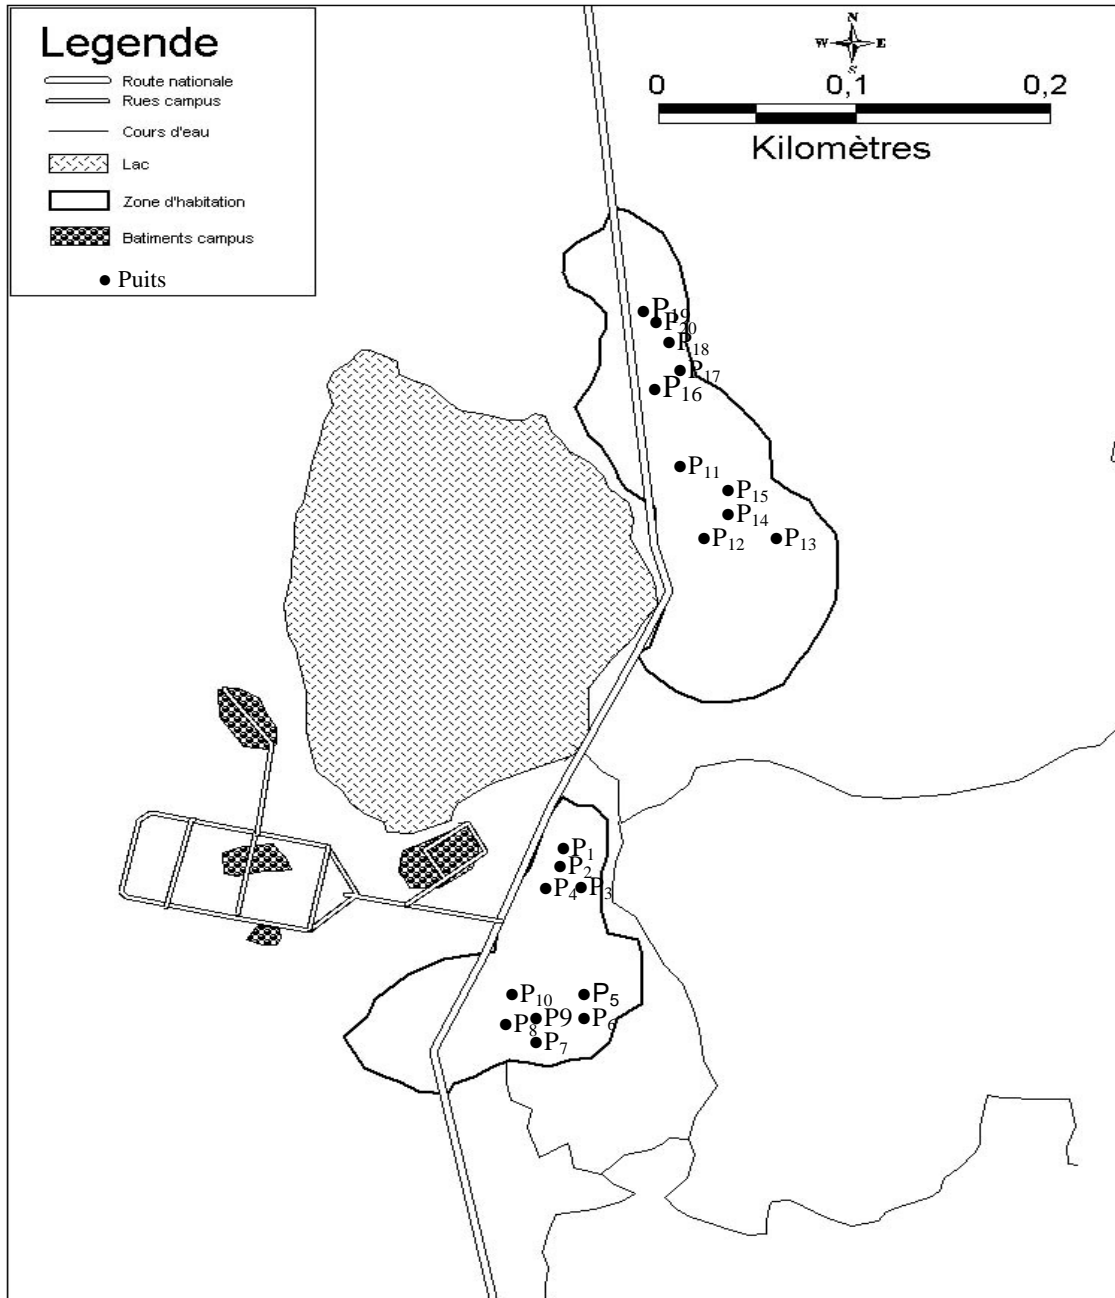 Legende
Route nationale
Rues campus
Cours d'eau
Lac
Zone d'habitation
Batiments campus
Puits
N
W E
S
0 0,1 0,2
Kilomètres
P19
P20
P18
P17
P16
P11
P15
P14
P12 P13
P1
P2
P4 P3
P10 P5
P8 P9 P6
P7